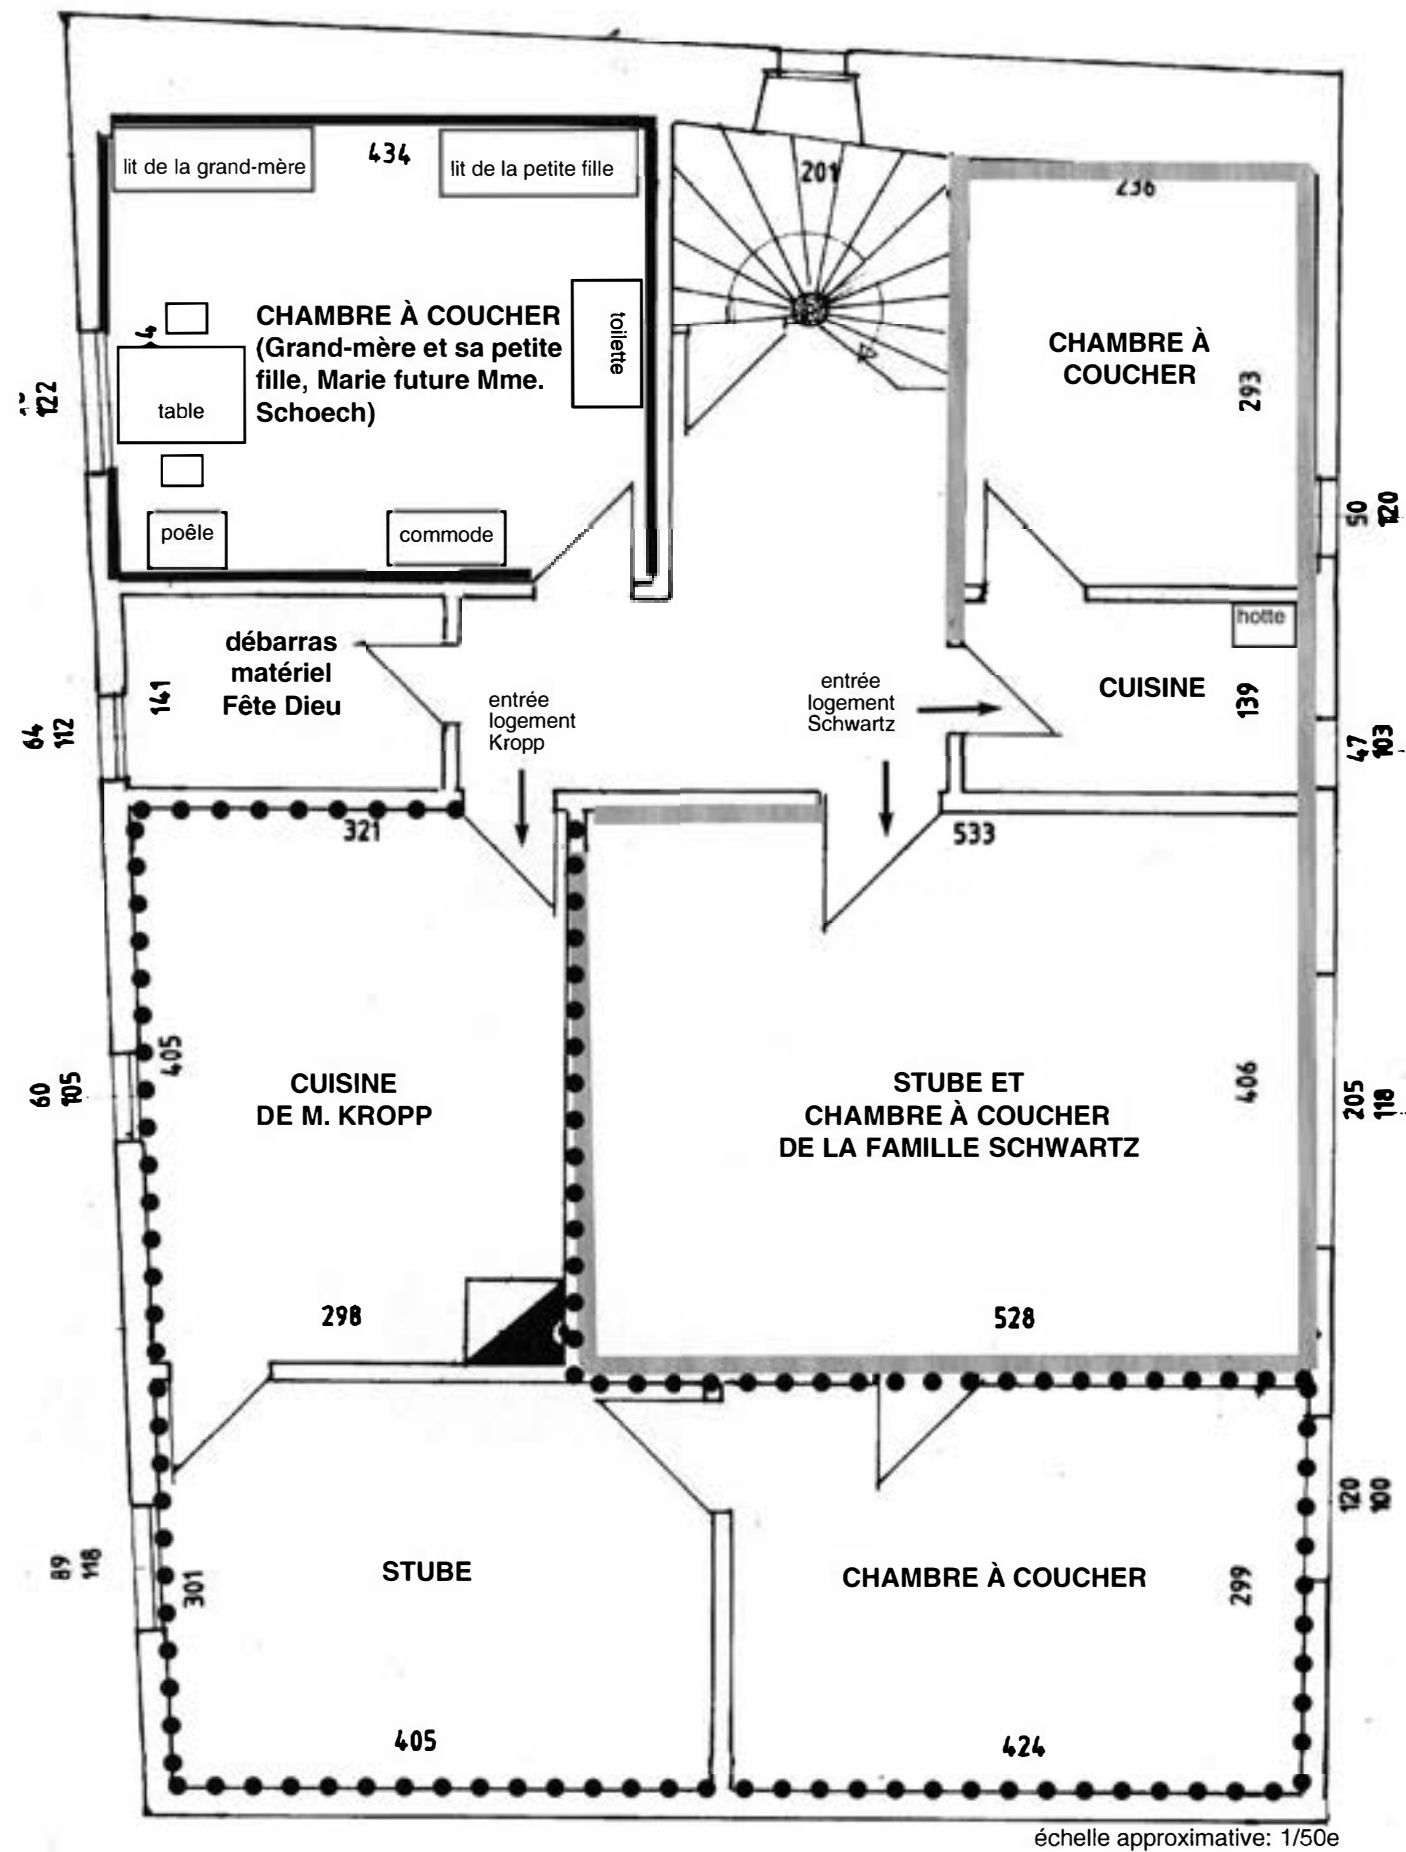 lit de la grand-mère
434
lit de la petite fille
201
236
CHAMBRE À COUCHER
(Grand-mère et sa petite
fille, Marie future Mme.
Schoech)
toilette
table
122
poêle
commode
CHAMBRE À
COUCHER
293
50
120
hotte
débarras
matériel
Fête Dieu
141
64
112
entrée
logement
Kropp
entrée
logement
Schwartz
CUISINE
139
47
103
321
533
405
60
105
CUISINE
DE M. KROPP
STUBE ET
CHAMBRE À COUCHER
DE LA FAMILLE SCHWARTZ
406
205
118
298
528
120
100
89
118
301
STUBE
CHAMBRE À COUCHER
299
405
424
échelle approximative: 1/50e